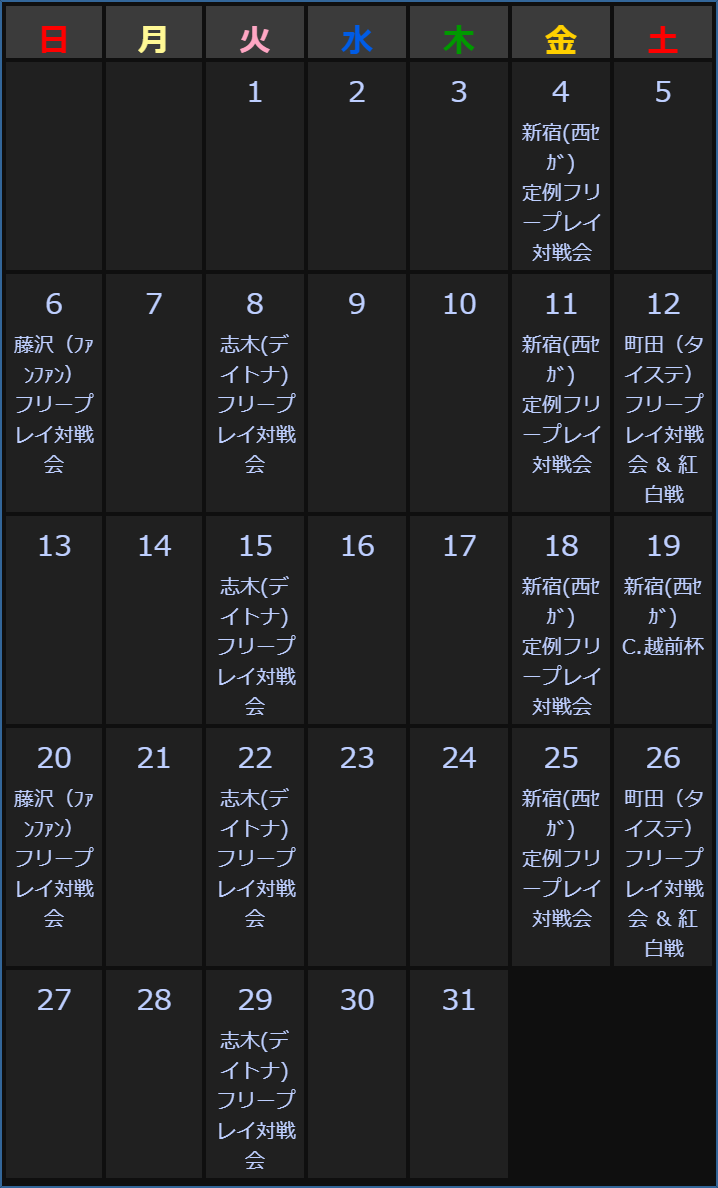 日 月 火 水 木 金 土
1 2 3 4 5
新宿(西ｾ
ｶﾞ)
定例フリ
ープレイ
対戦会
6 7 8 9 10 11 12
藤沢（ﾌｧ
ﾝﾌｧﾝ）
フリープ
レイ対戦
会
志木(デ
イトナ)
フリープ
レイ対戦
会
新宿(西ｾ
ｶﾞ)
定例フリ
ープレイ
対戦会
町田（タ
イステ）
フリープ
レイ対戦
会 & 紅
白戦
13 14 15 16 17 18 19
志木(デ
イトナ)
フリープ
レイ対戦
会
新宿(西ｾ
ｶﾞ)
定例フリ
ープレイ
対戦会
新宿(西ｾ
ｶﾞ)
C.越前杯
20 21 22 23 24 25 26
藤沢（ﾌｧ
ﾝﾌｧﾝ）
フリープ
レイ対戦
会
志木(デ
イトナ)
フリープ
レイ対戦
会
新宿(西ｾ
ｶﾞ)
定例フリ
ープレイ
対戦会
町田（タ
イステ）
フリープ
レイ対戦
会 & 紅
白戦
27 28 29 30 31
志木(デ
イトナ)
フリープ
レイ対戦
会